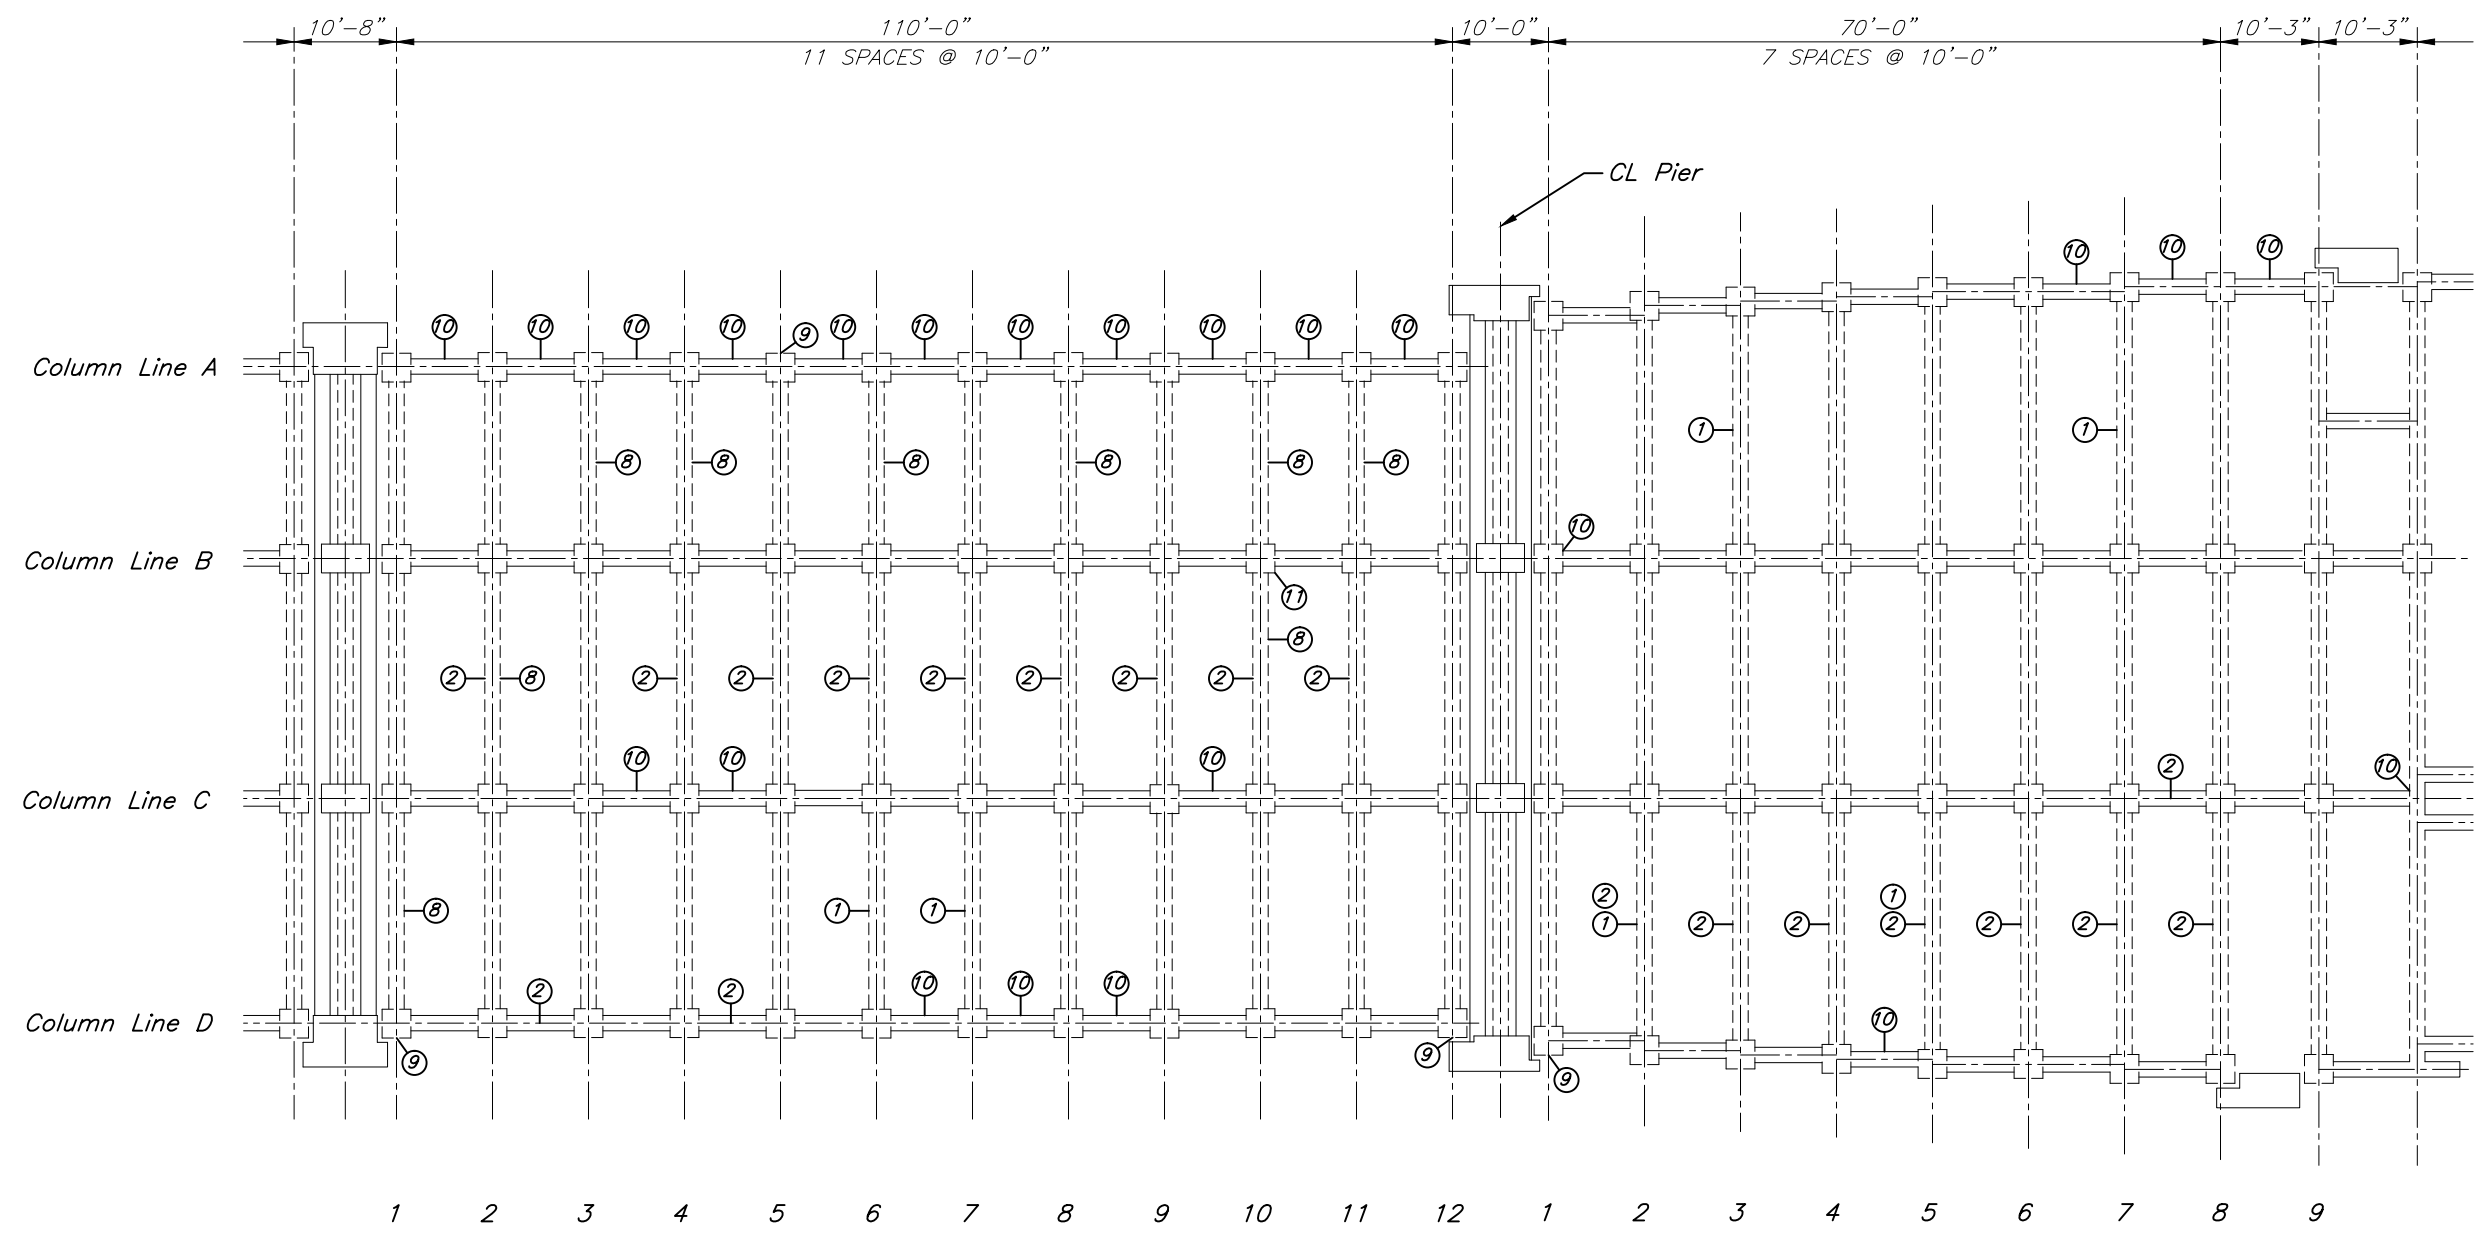 10'-8" 110'-0" 10'-0" 70'-0" 10'-3" 10'-3"
11 SPACES @ 10'-0" 7 SPACES @ 10'-0"
CL Pier
10 10 10
10 10 10 10 9 10 10 10 10 10 10 10
Column Line A
1 1
8 8 8 8 8 8
10
Column Line B
11
8
2 8 2 2 2 2 2 2 2 2
10 10 10 2 10
Column Line C
2 1
8 1 1
1 2 2 2 2 2 2
2 2 10 10 10
Column Line D
10
9 9 9
1 2 3 4 5 6 7 8 9 10 11 12 1 2 3 4 5 6 7 8 9